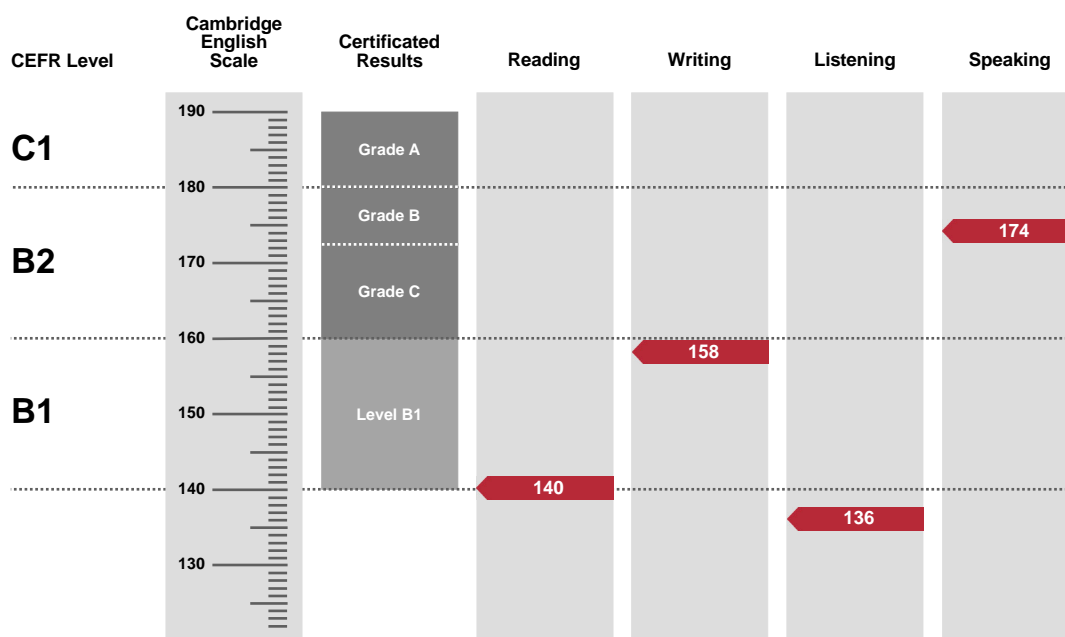 CEFR Level
Cambridge
English
Scale
Certificated
Results
Reading
Writing
Listening
Speaking
190
C1
Grade A
180
Grade B
174
B2
170
Grade C
160
158
B1
150
Level B1
140
140
136
130